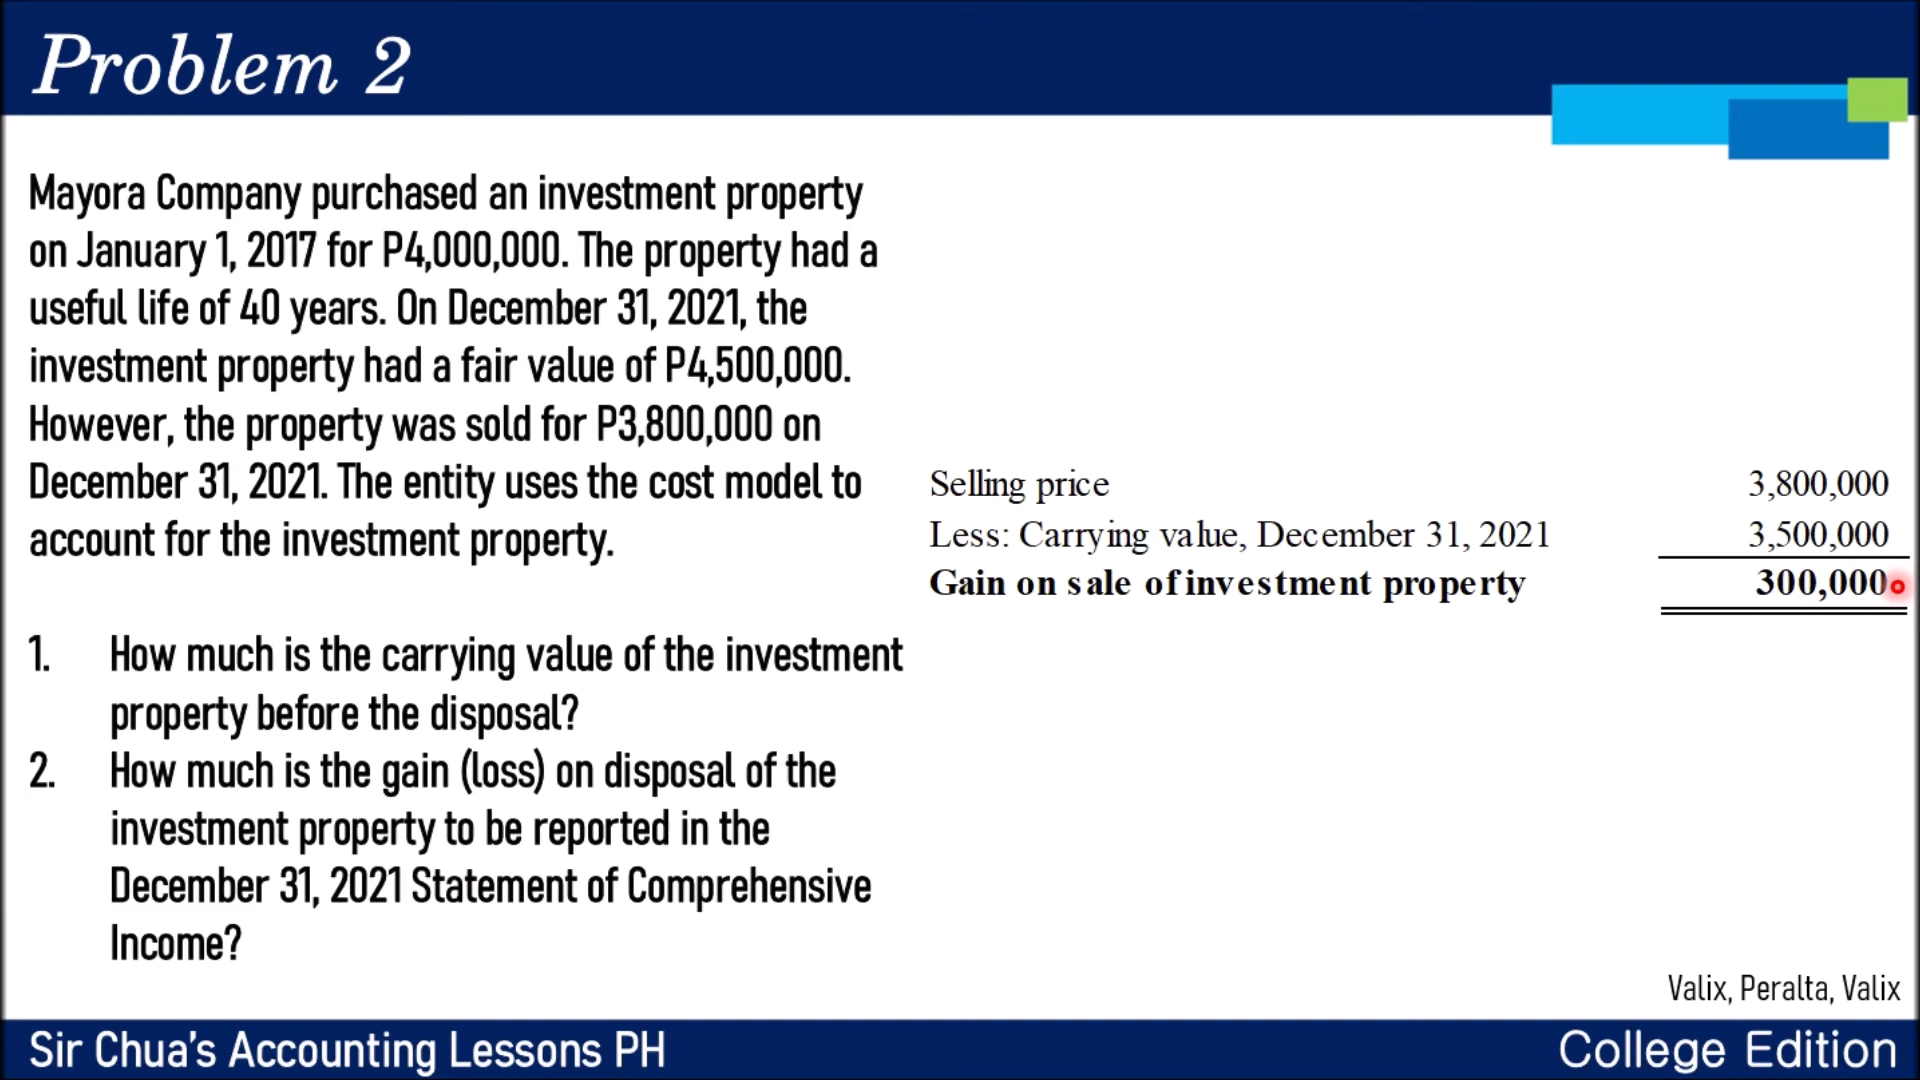 Problem 2
Mayora Company purchased an investment property
on January 1, 2017 for P4,000,000. The property had a
useful life of 40 years. On December 31, 2021, the
investment property had a fair value of P4,500,000.
However, the property was sold for P3,800,000 on
December 31, 2021. The entity uses the cost model to
account for the investment property.
1. How much is the carrying value of the investment
property before the disposal?
2. How much is the gain (loss) on disposal of the
investment property to be reported in the
December 31, 2021 Statement of Comprehensive
Income?
Selling price 3,800,000
Less: Carrying value, December 31, 2021 3,500,000
Gain on sale of investment property 300,000
Valix, Peralta, Valix
Sir Chua's Accounting Lessons PH
College Edition